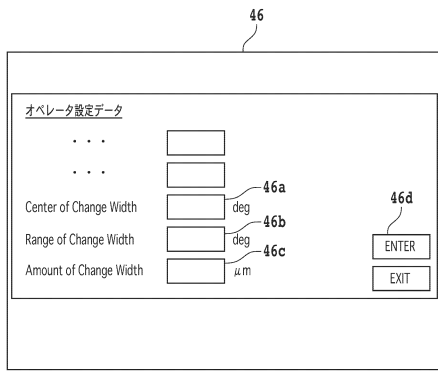 46
オペレータ設定データ
・・・
・・・
Center of Change Width deg 46a
Range of Change Width deg 46b
Amount of Change Width μm 46c
46d
ENTER
EXIT